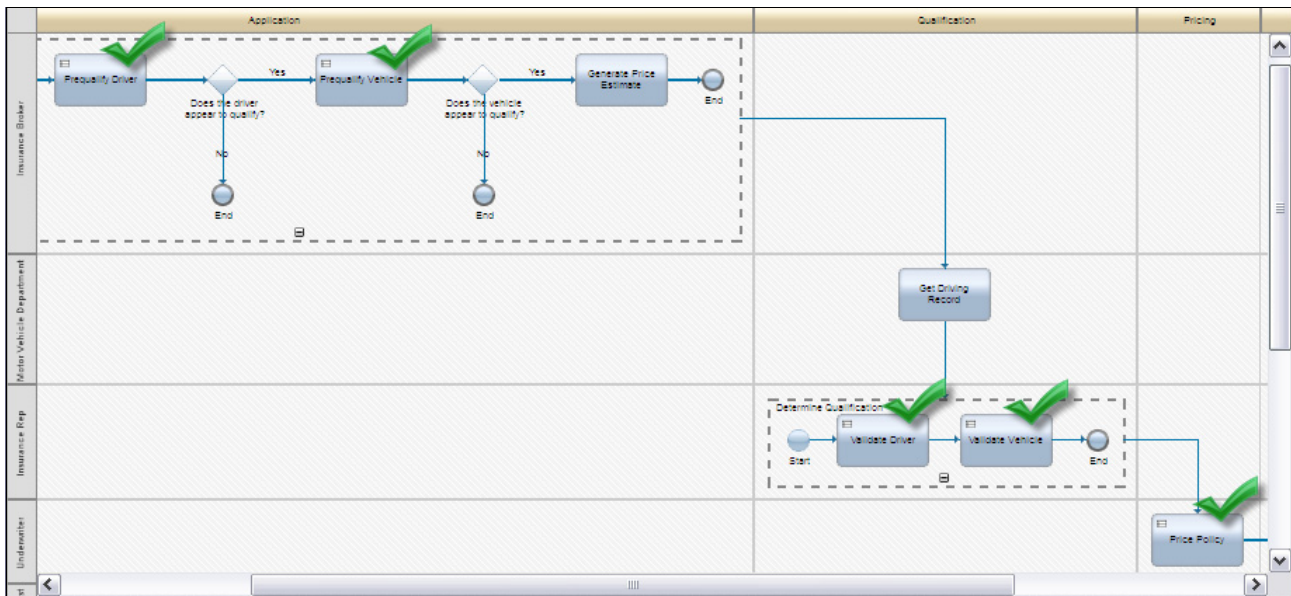 Application
Qualification
Pricing
Insurance Broker
Prequalify Driver
Yes
Prequalify Vehicle
Yes
Generate Price
Estimate
End
Does the driver
appear to qualify?
Does the vehicle
appear to qualify?
No
No
End
End
Motor Vehicle Department
Get Driving
Record
Insurance Rep
Determine Qualification
Start
Validate Driver
Validate Vehicle
End
Underwriter
Price Policy